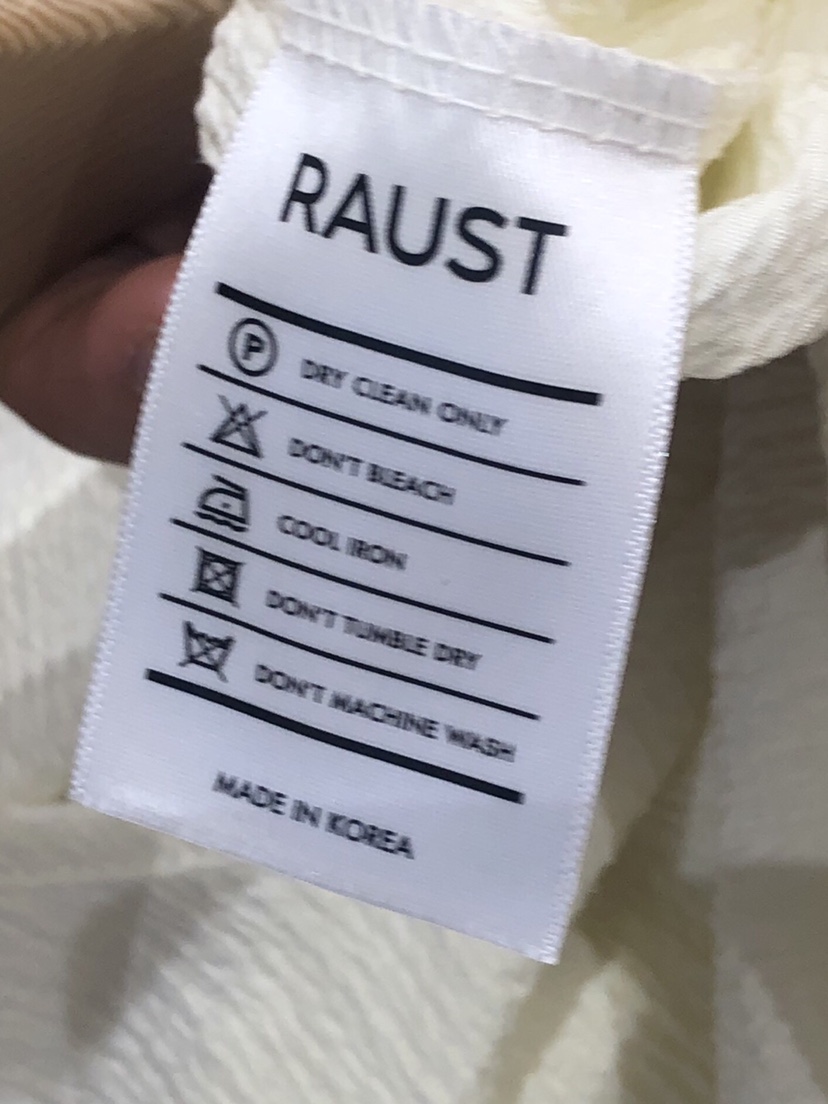 RAUST
P DRY CLEAN ONLY
DON'T BLEACH
COOL IRON
DON'T TUMBLE DRY
DON'T MACHINE WASH
MADE IN KOREA